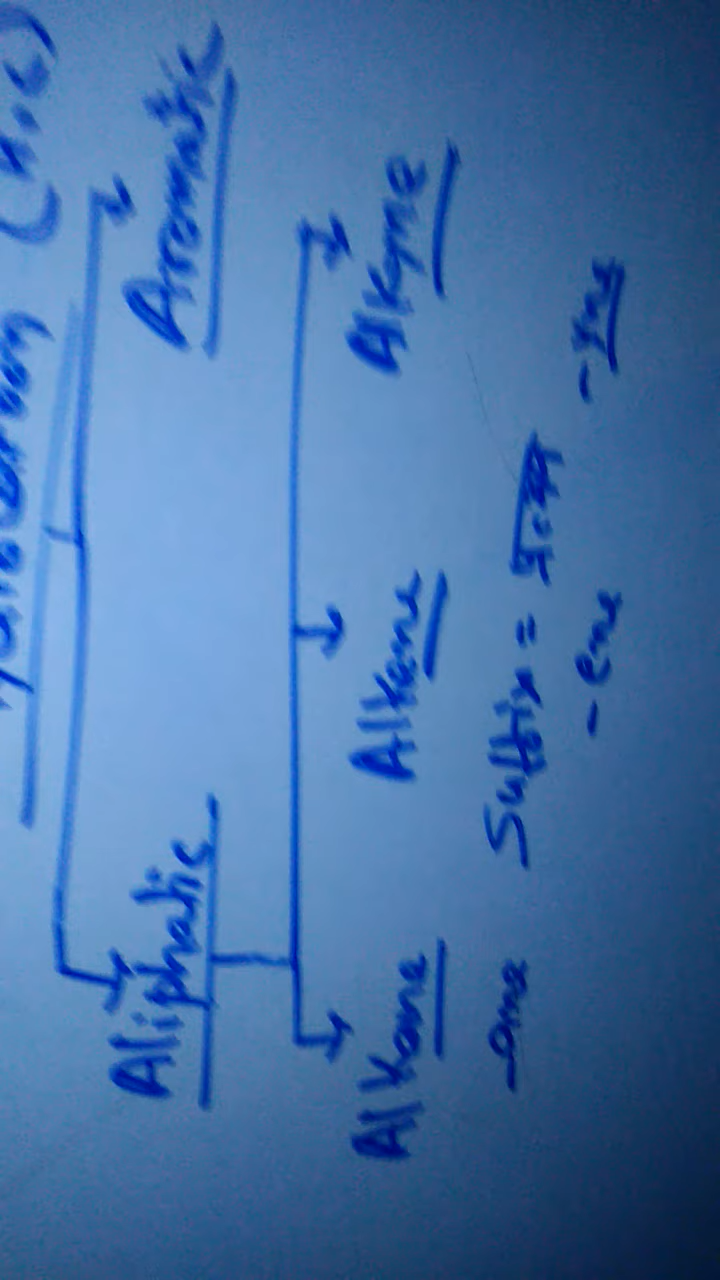 (H.C)
Aliphatic Aromatic
Alkane Alkene Alkyne
-ane Suffix =
-ene -yne